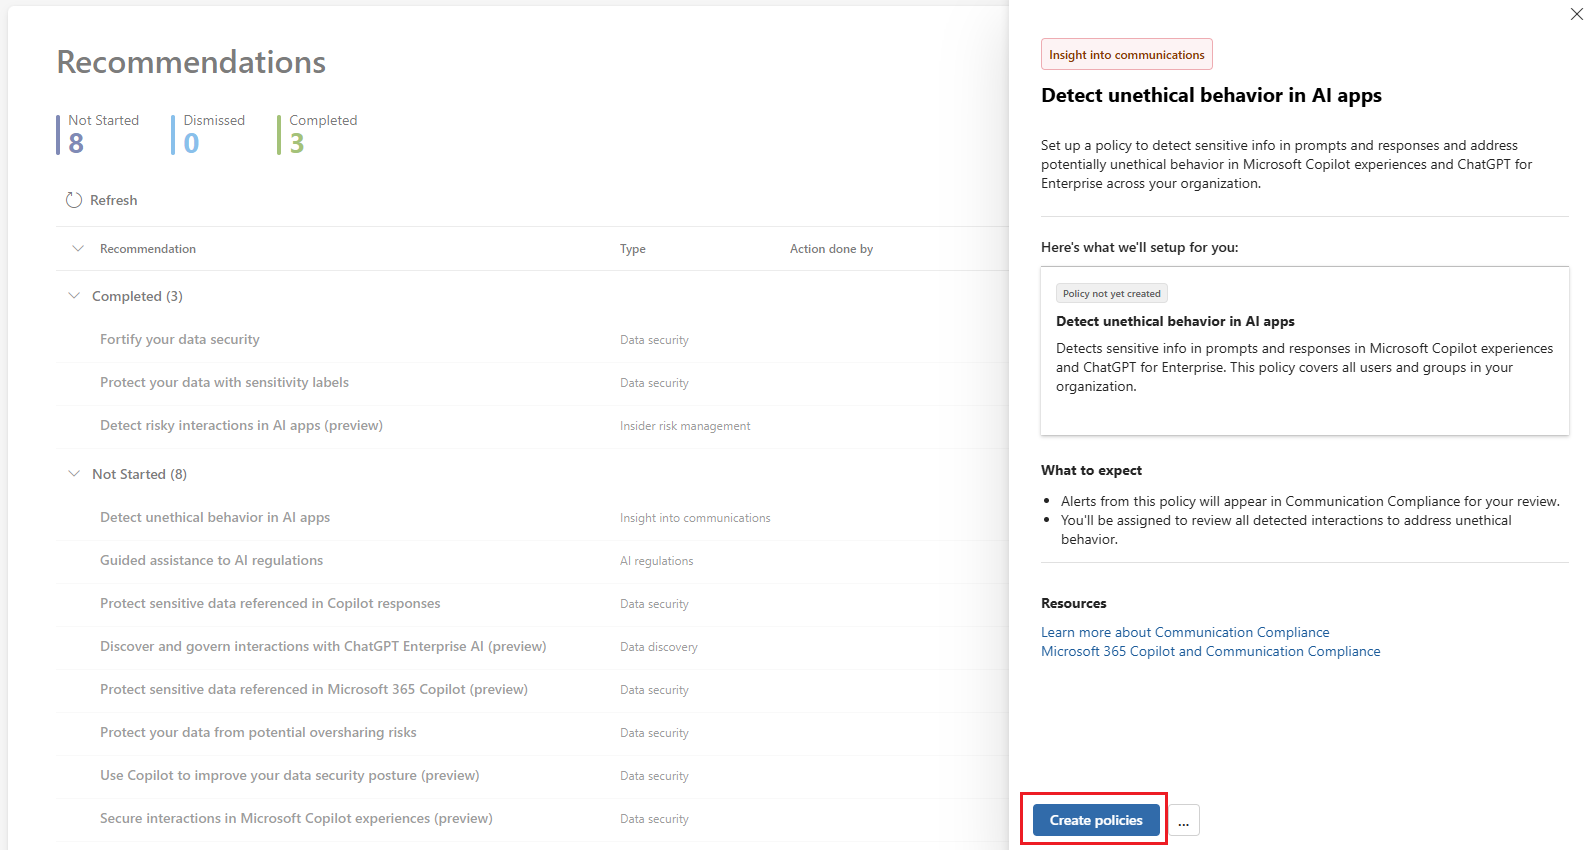 Recommendations
Not Started
8
Dismissed
0
Completed
3
Refresh
Recommendation Type Action done by
Completed (3)
Fortify your data security Data security
Protect your data with sensitivity labels Data security
Detect risky interactions in AI apps (preview) Insider risk management
Not Started (8)
Detect unethical behavior in AI apps Insight into communications
Guided assistance to AI regulations AI regulations
Protect sensitive data referenced in Copilot responses Data security
Discover and govern interactions with ChatGPT Enterprise AI (preview) Data discovery
Protect sensitive data referenced in Microsoft 365 Copilot (preview) Data security
Protect your data from potential oversharing risks Data security
Use Copilot to improve your data security posture (preview) Data security
Secure interactions in Microsoft Copilot experiences (preview) Data security
Insight into communications
Detect unethical behavior in AI apps
Set up a policy to detect sensitive info in prompts and responses and address
potentially unethical behavior in Microsoft Copilot experiences and ChatGPT for
Enterprise across your organization.
Here's what we'll setup for you:
Policy not yet created
Detect unethical behavior in AI apps
Detects sensitive info in prompts and responses in Microsoft Copilot experiences
and ChatGPT for Enterprise. This policy covers all users and groups in your
organization.
What to expect
• Alerts from this policy will appear in Communication Compliance for your review.
• You'll be assigned to review all detected interactions to address unethical
behavior.
Resources
Learn more about Communication Compliance
Microsoft 365 Copilot and Communication Compliance
Create policies ...